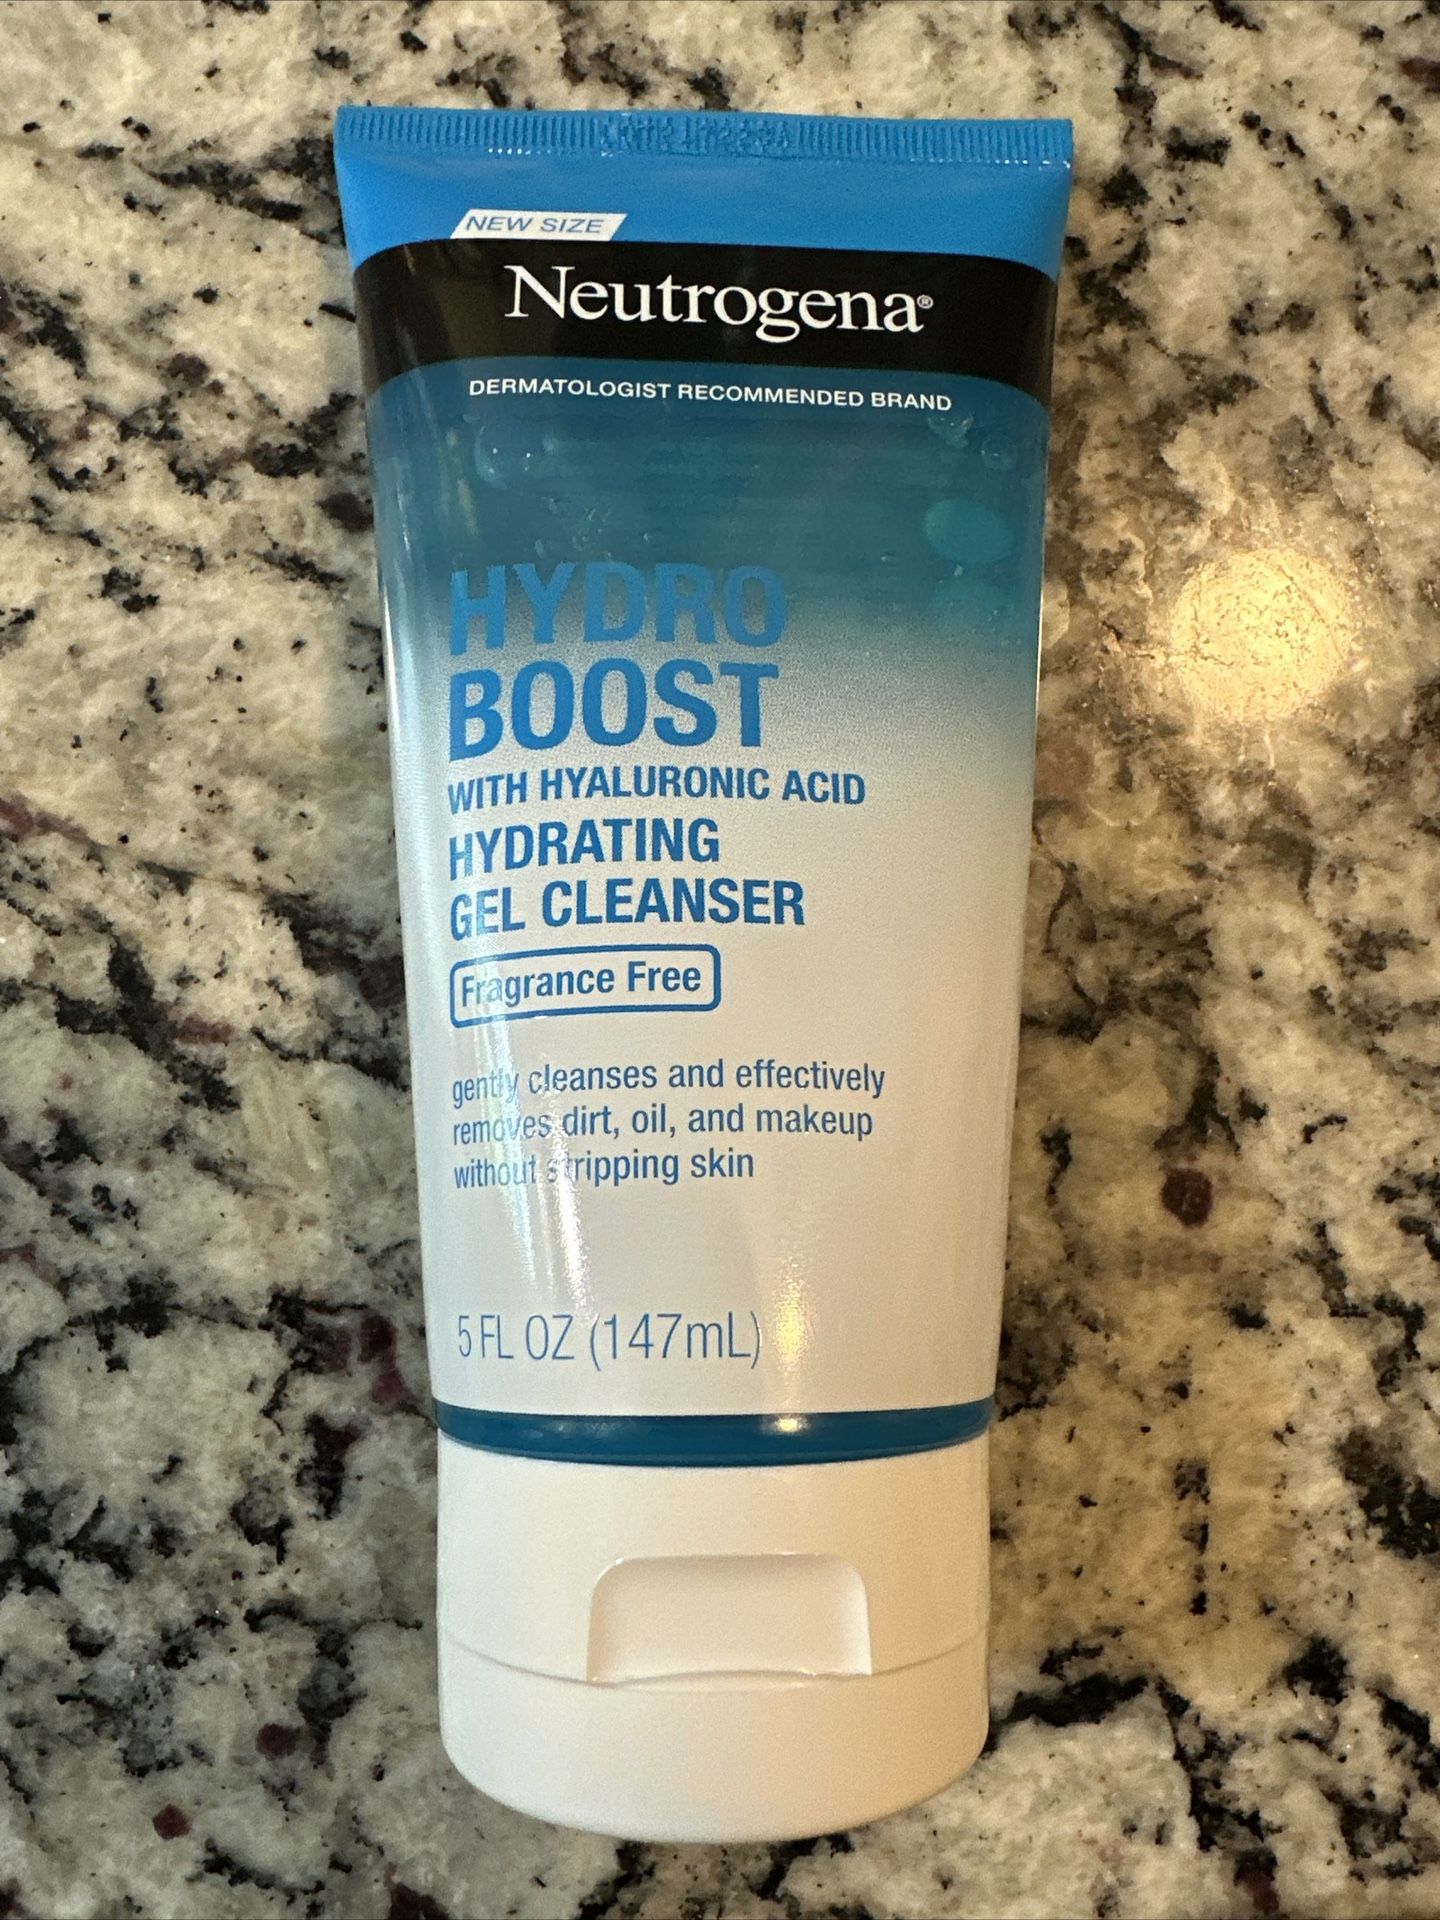 NEW SIZE
Neutrogena®
DERMATOLOGIST RECOMMENDED BRAND
HYDRO
BOOST
WITH HYALURONIC ACID
HYDRATING
GEL CLEANSER
Fragrance Free
gently cleanses and effectively
removes dirt, oil, and makeup
without stripping skin
5 FL OZ (147mL)